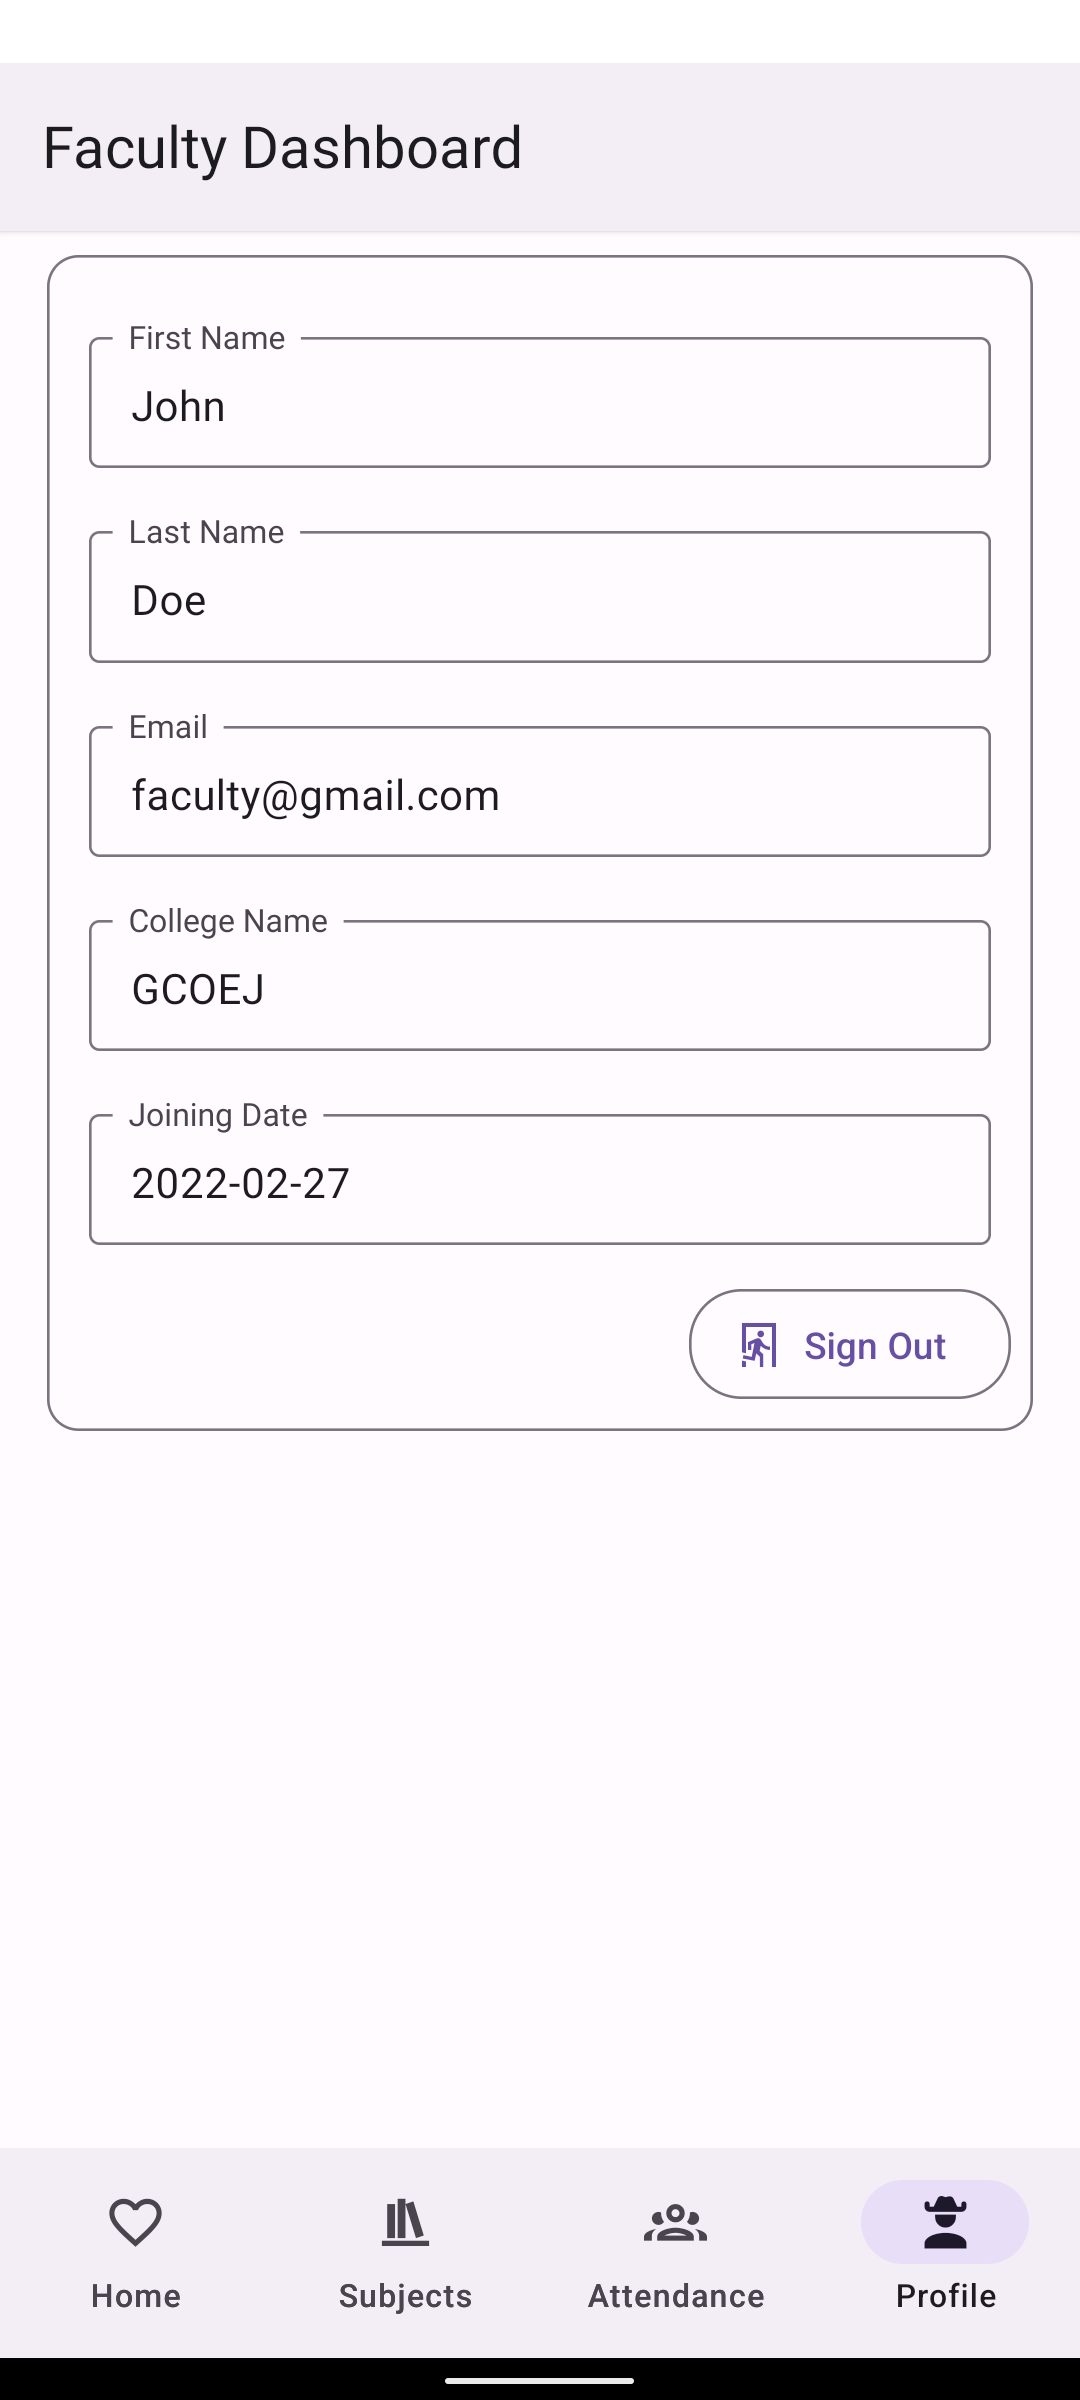 Faculty Dashboard
First Name
John
Last Name
Doe
Email
faculty@gmail.com
College Name
GCOEJ
Joining Date
2022-02-27
Sign Out
Home Subjects Attendance Profile